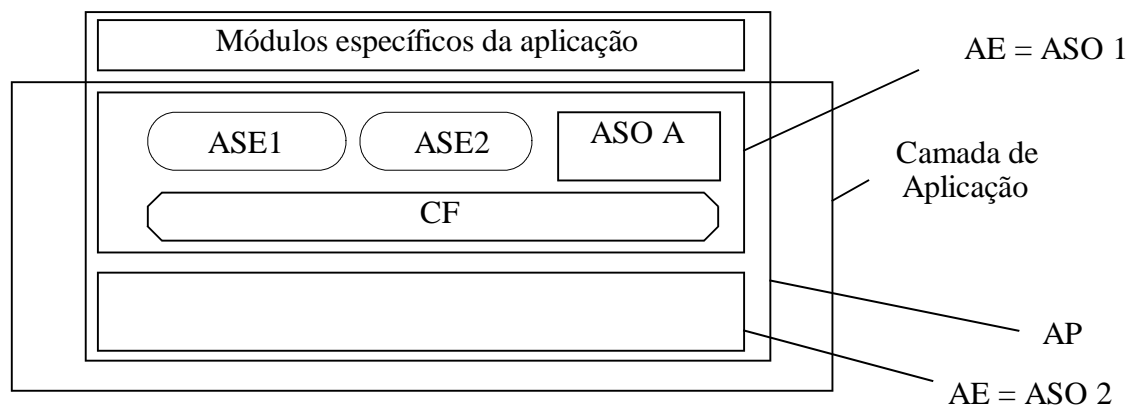 Módulos específicos da aplicação
AE = ASO 1
ASE1
ASE2
ASO A
Camada de
Aplicação
CF
AP
AE = ASO 2